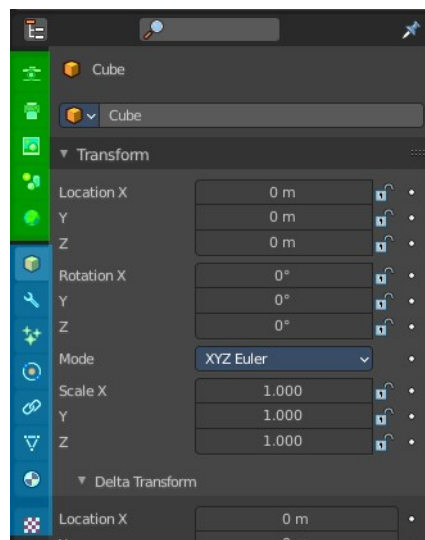 Cube
Cube
Transform
Location X 0 m
Y 0 m
Z 0 m
Rotation X 0°
Y 0°
Z 0°
Mode XYZ Euler
Scale X 1.000
Y 1.000
Z 1.000
Delta Transform
Location X 0 m